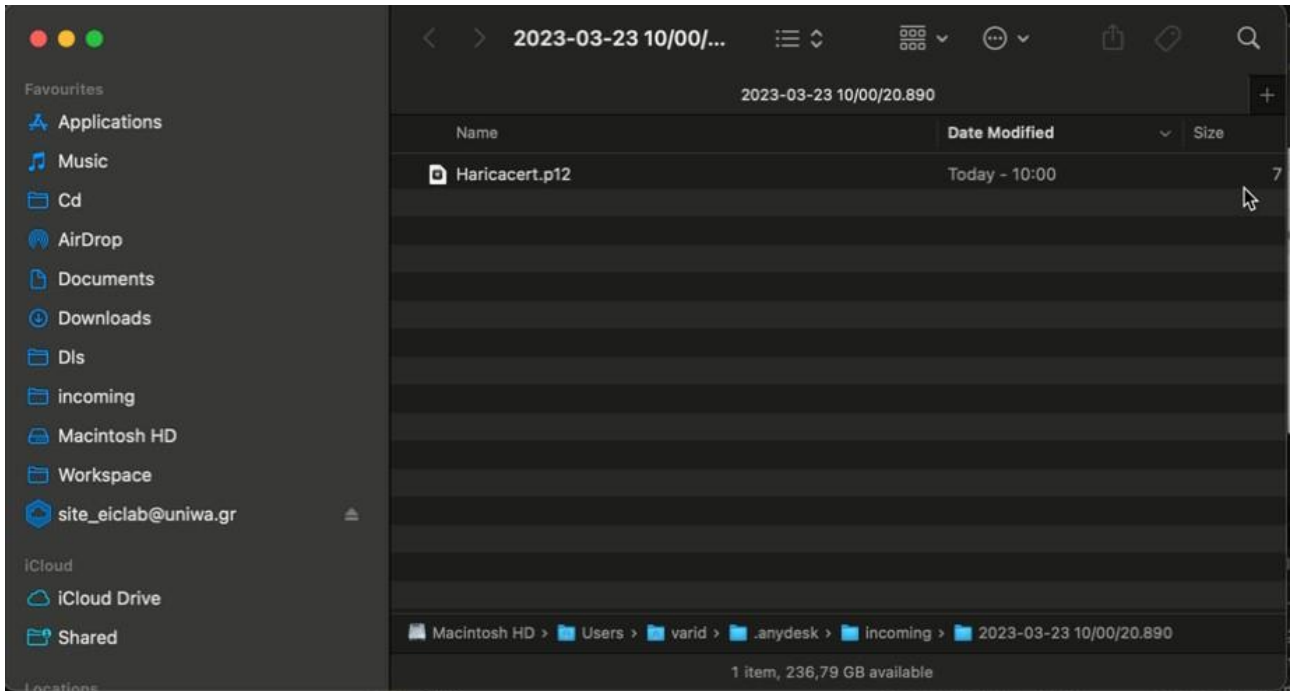 2023-03-23 10/00/...
Favourites
Applications
Music
Cd
AirDrop
Documents
Downloads
Dls
incoming
Macintosh HD
Workspace
site_eiclab@uniwa.gr
iCloud
iCloud Drive
Shared
Locations
2023-03-23 10/00/20.890
+
Name Date Modified Size
Haricacert.p12 Today - 10:00 7
Macintosh HD › Users › varid › .anydesk › incoming › 2023-03-23 10/00/20.890
1 item, 236,79 GB available